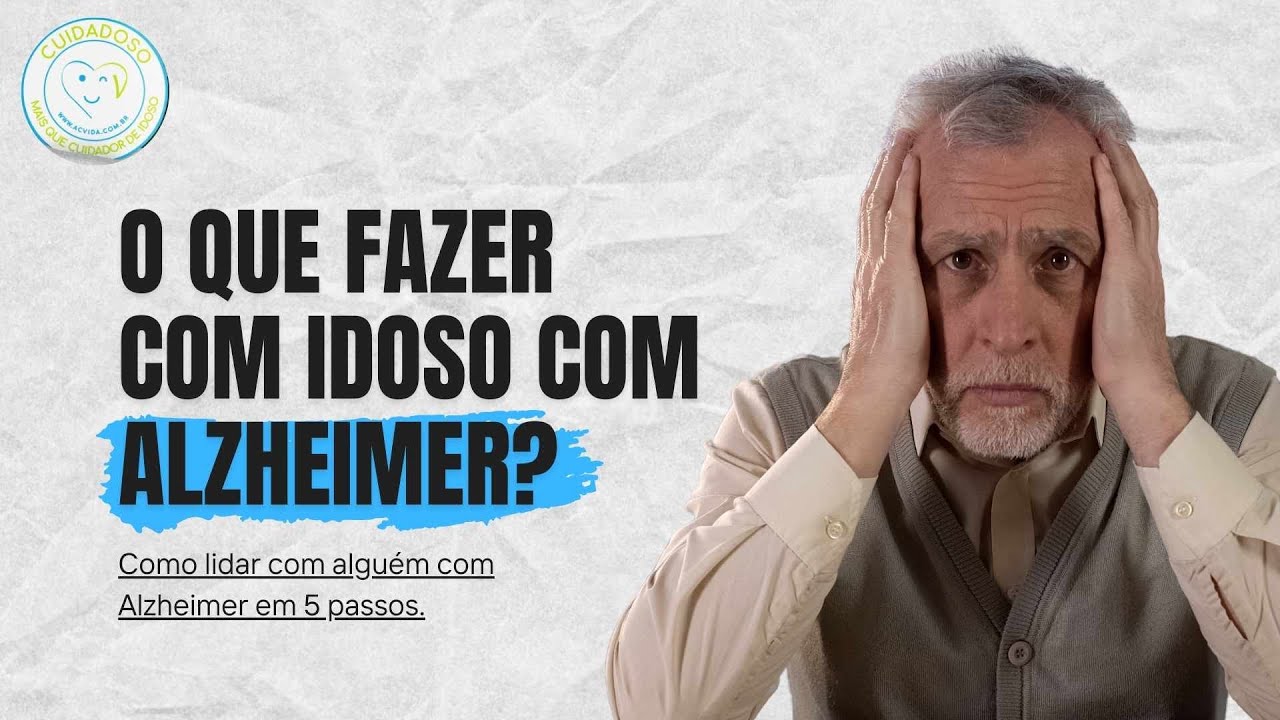 CUIDADOSO
V
WWW.ACVIDA.COM.BR
MAIS QUE CUIDADOR DE IDOSO
O QUE FAZER
COM IDOSO COM
ALZHEIMER?
Como lidar com alguém com
Alzheimer em 5 passos.